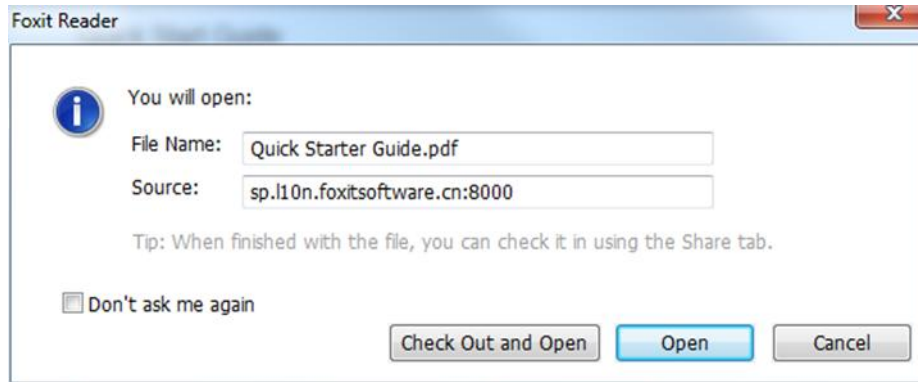 Foxit Reader
You will open:
File Name: Quick Starter Guide.pdf
Source: sp.l10n.foxitsoftware.cn:8000
Tip: When finished with the file, you can check it in using the Share tab.
Don't ask me again
Check Out and Open Open Cancel